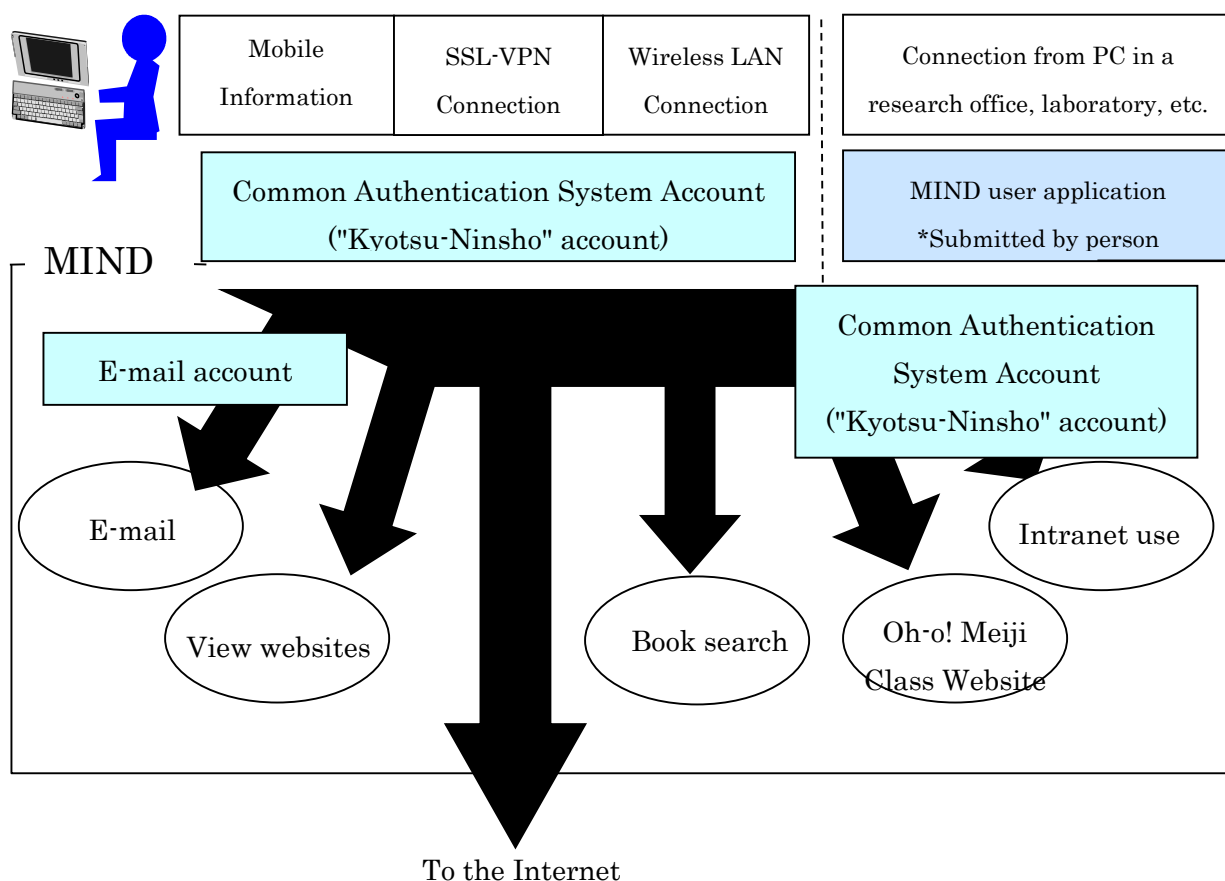 Mobile
Information
SSL-VPN
Connection
Wireless LAN
Connection
Connection from PC in a
research office, laboratory, etc.
Common Authentication System Account
("Kyotsu-Ninsho" account)
MIND user application
*Submitted by person
MIND
E-mail account
Common Authentication
System Account
("Kyotsu-Ninsho" account)
E-mail
Intranet use
View websites
Book search
Oh-o! Meiji
Class Website
To the Internet